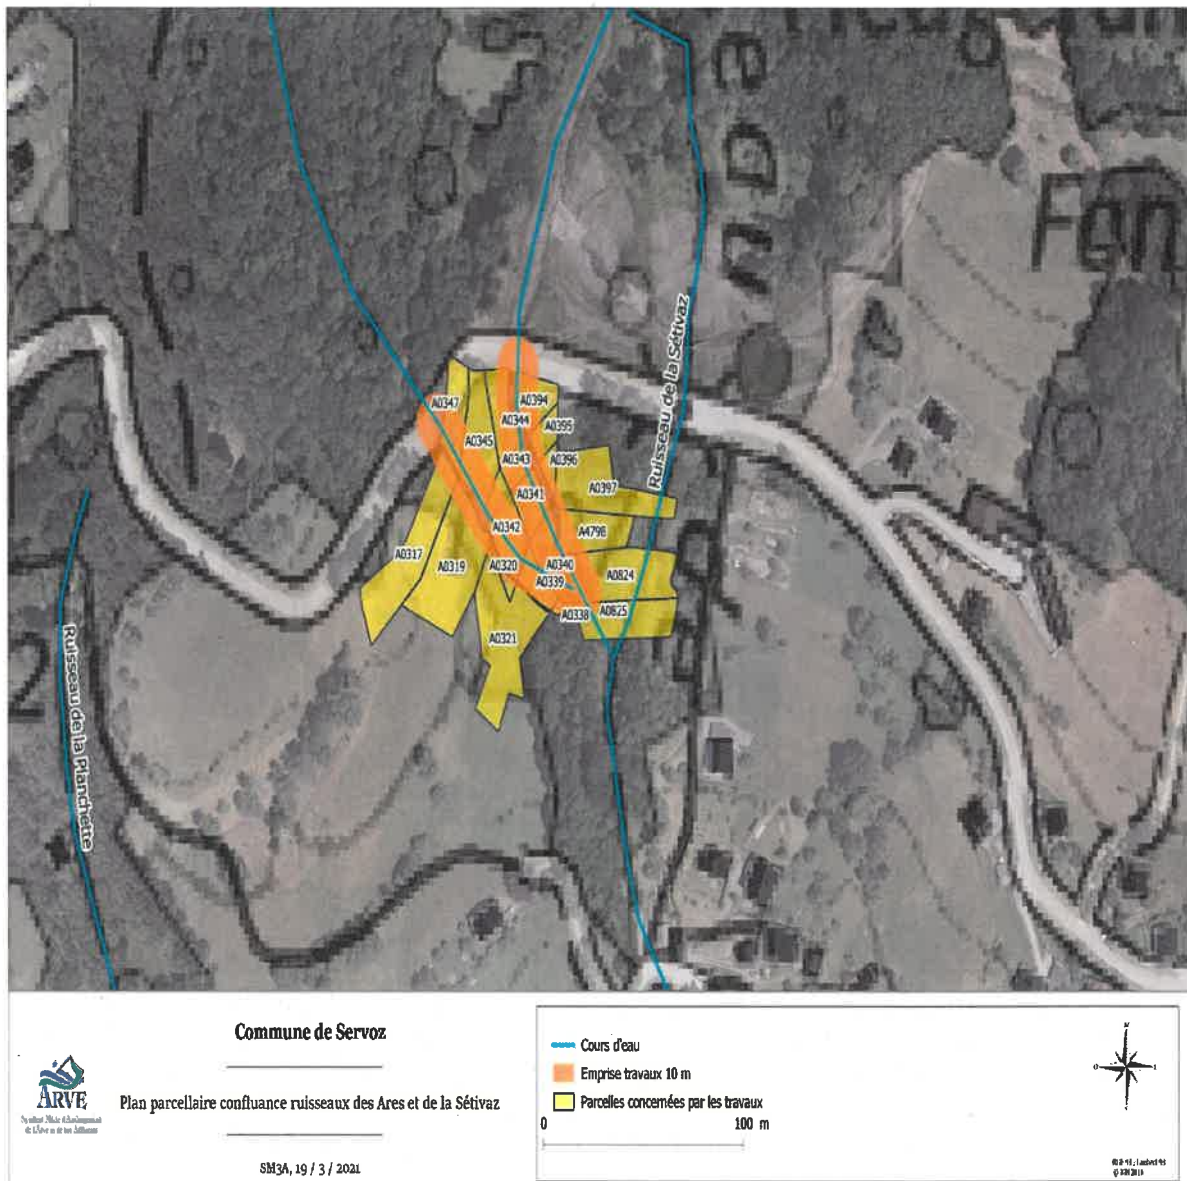 Fan
Ruisseau de la Sétivaz
A0347
A0394
A0344
A0395
A0345
A0343
A0396
A0397
A0341
A0342
A4798
A0317
A0319
A0320
A0340
A0339
A0824
A0338
A0825
A0321
Ruisseau de la Planchette
Commune de Servoz
Plan parcellaire confluance ruisseaux des Ares et de la Sétivaz
SM3A, 19 / 3 / 2021
ARVE
Cours d'eau
Emprise travaux 10 m
Parcelles concernées par les travaux
0 100 m